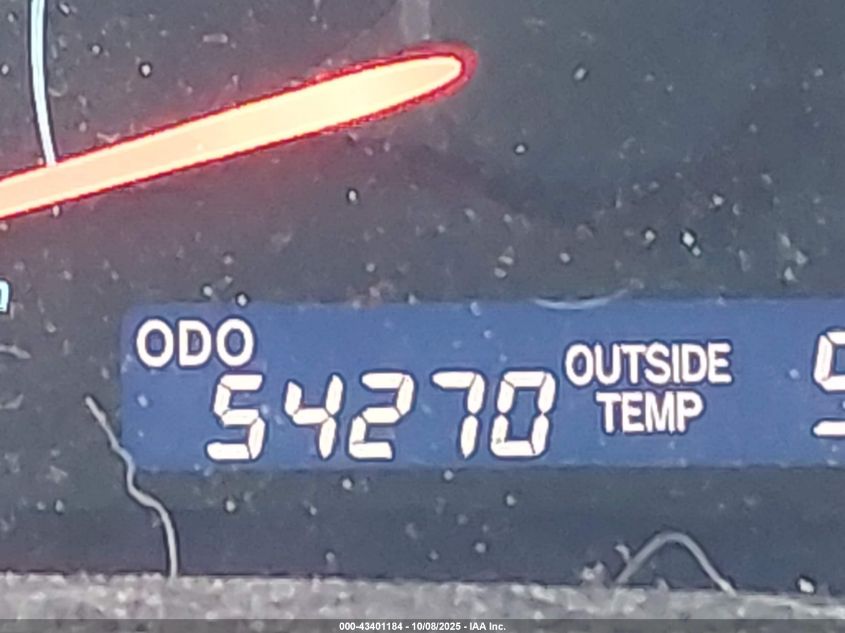 ODO
54270
OUTSIDE
TEMP
000-43401184 - 10/08/2025 - IAA Inc.